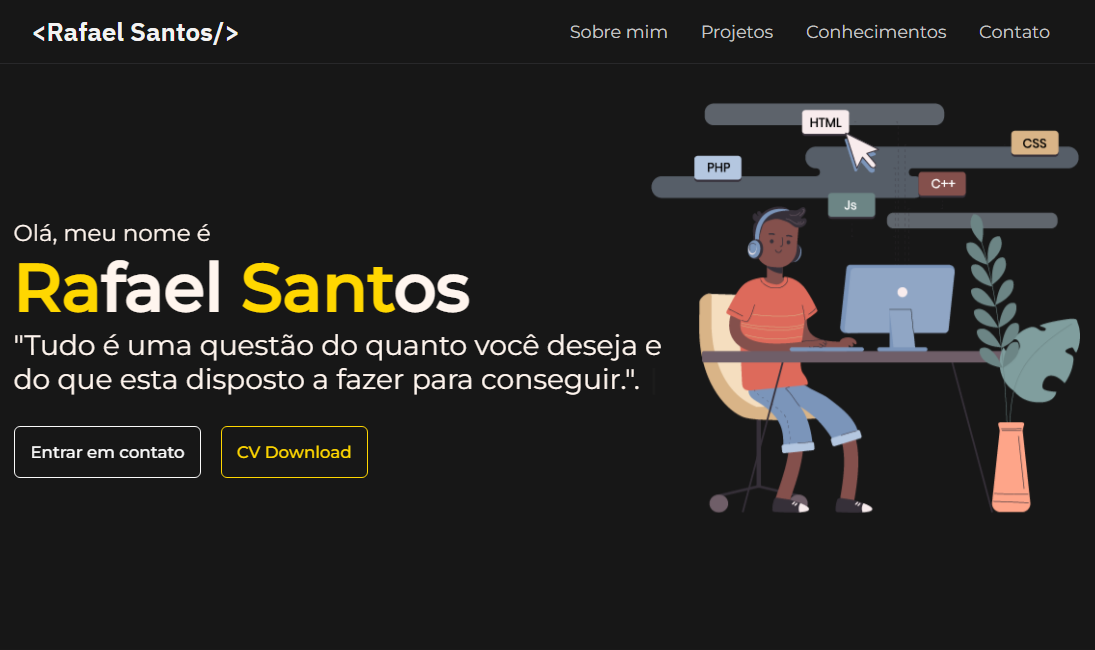 <Rafael Santos/>
Sobre mim Projetos Conhecimentos Contato
HTML
CSS
PHP
C++
Js
Olá, meu nome é
Rafael Santos
"Tudo é uma questão do quanto você deseja e
do que esta disposto a fazer para conseguir.".
Entrar em contato
CV Download